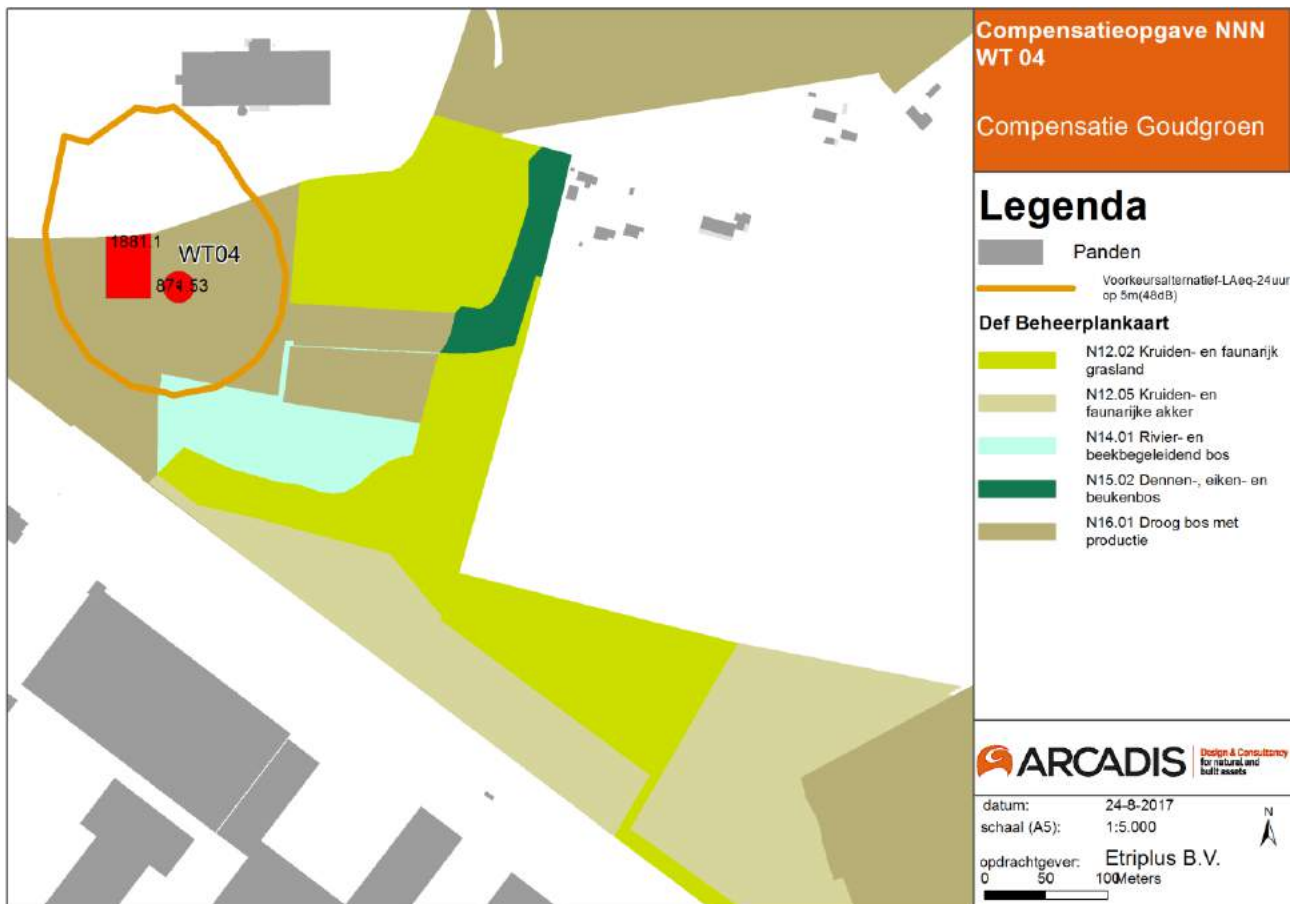 Compensatieopgave NNN
WT 04
Compensatie Goudgroen
Legenda
Panden
Voorkeursalternatief-LAeq-24uur
op 5m(48dB)
Def Beheerplankaart
N12.02 Kruiden- en faunarijk
grasland
N12.05 Kruiden- en
faunarijke akker
N14.01 Rivier- en
beekbegeleidend bos
N15.02 Dennen-, eiken- en
beukenbos
N16.01 Droog bos met
productie
ARCADIS
Design & Consultancy
for natural and
built assets
datum: 24-8-2017
schaal (A5): 1:5.000
N
opdrachtgever: Etriplus B.V.
0 50 100 Meters
1881.1
WT04
874.53